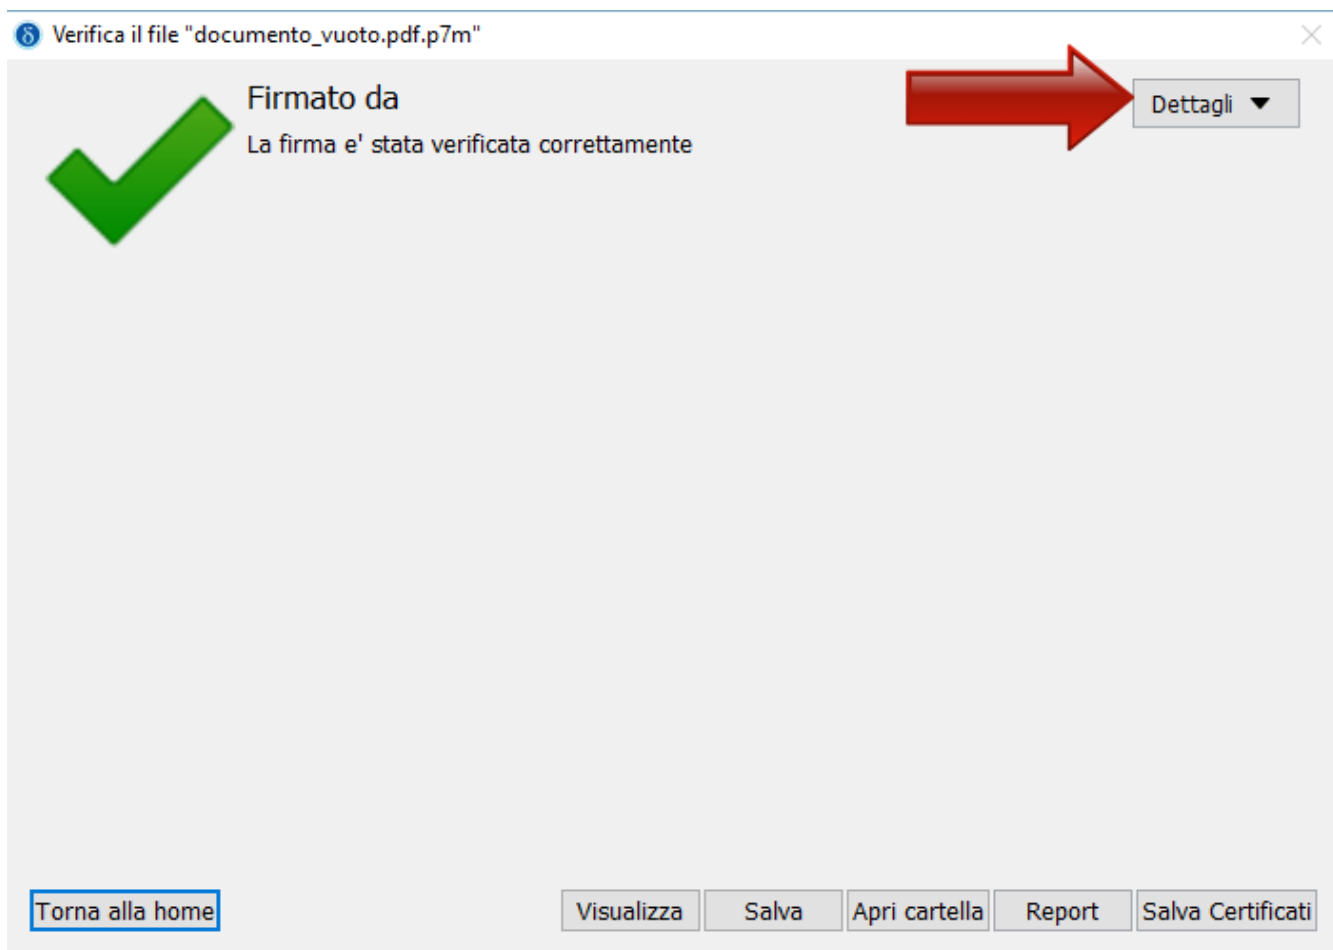 δ Verifica il file "documento_vuoto.pdf.p7m"
Firmato da
Dettagli
La firma e' stata verificata correttamente
Torna alla home
Visualizza
Salva
Apri cartella
Report
Salva Certificati